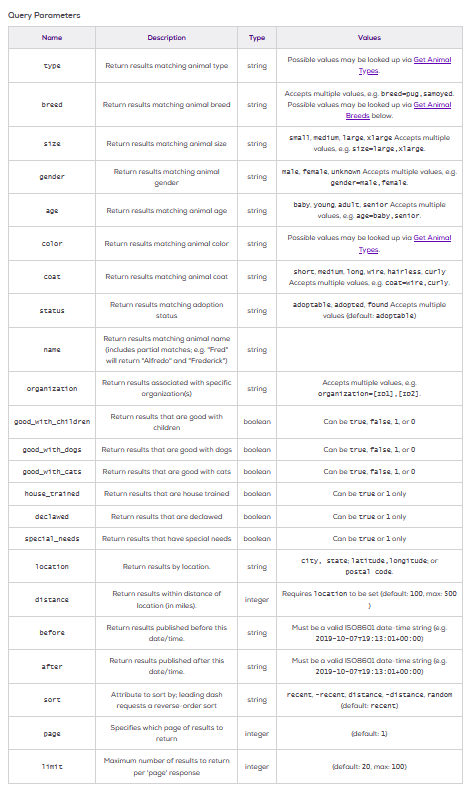 Query Parameters
Name Description Type Values
type Return results matching animal type string Possible values may be looked up via Get Animal
Types.
breed Return results matching animal breed string Accepts multiple values, e.g. breed=pug,samoyed.
Possible values may be looked up via Get Animal
Breeds below.
size Return results matching animal size string small, medium, large, xlarge Accepts multiple
values, e.g. size=large,xlarge.
gender Return results matching animal
gender string male, female, unknown Accepts multiple values, e.g.
gender=male,female.
age Return results matching animal age string baby, young, adult, senior Accepts multiple
values, e.g. age=baby,senior.
color Return results matching animal color string Possible values may be looked up via Get Animal
Types.
coat Return results matching animal coat string short, medium, long, wire, hairless, curly
Accepts multiple values, e.g. coat=wire,curly.
status Return results matching adoption
status string adoptable, adopted, found Accepts multiple
values (default: adoptable)
name Return results matching animal name
(includes partial matches; e.g. "Fred"
will return "Alfredo" and "Frederick") string
organization Return results associated with specific
organization(s) string Accepts multiple values, e.g.
organization=[ID1],[ID2].
good_with_children Return results that are good with
children boolean Can be true, false, 1, or 0
good_with_dogs Return results that are good with dogs boolean Can be true, false, 1, or 0
good_with_cats Return results that are good with cats boolean Can be true, false, 1, or 0
house_trained Return results that are house trained boolean Can be true or 1 only
declawed Return results that are declawed boolean Can be true or 1 only
special_needs Return results that have special needs boolean Can be true or 1 only
location Return results by location. string city, state; latitude,longitude; or
postal code.
distance Return results within distance of
location (in miles). integer Requires location to be set (default: 100, max: 500
)
before Return results published before this
date/time. string Must be a valid ISO8601 date-time string (e.g.
2019-10-07T19:13:01+00:00)
after Return results published after this
date/time. string Must be a valid ISO8601 date-time string (e.g.
2019-10-07T19:13:01+00:00)
sort Attribute to sort by; leading dash
requests a reverse-order sort string recent, -recent, distance, -distance, random
(default: recent)
page Specifies which page of results to
return integer (default: 1)
limit Maximum number of results to return
per 'page' response integer (default: 20, max: 100)